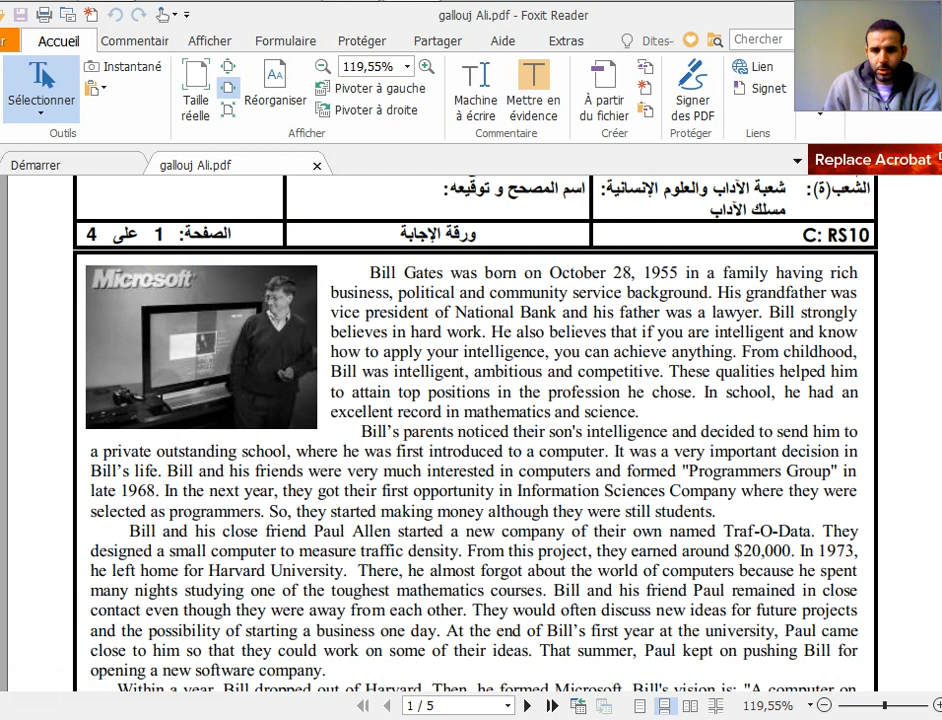 gallouj Ali.pdf - Foxit Reader
Accueil Commentair Afficher Formulaire Protéger Partager Aide Extras Dites- Chercher
Sélectionner
Instantané
Taille réelle
Réorganiser
119,55%
Pivoter à gauche
Pivoter à droite
Machine à écrire
Mettre en évidence
À partir du fichier
Signer des PDF
Lien
Signet
Outils Afficher Commentaire Créer Protéger Liens
Démarrer gallouj Ali.pdf Replace Acrobat
الشعب(ة): شعبة الآداب والعلوم الإنسانية: اسم المصحح و توقيعه:
مسلك الآداب
C: RS10 ورقة الإجابة الصفحة: 1 على 4
Microsoft
Bill Gates was born on October 28, 1955 in a family having rich
business, political and community service background. His grandfather was
vice president of National Bank and his father was a lawyer. Bill strongly
believes in hard work. He also believes that if you are intelligent and know
how to apply your intelligence, you can achieve anything. From childhood,
Bill was intelligent, ambitious and competitive. These qualities helped him
to attain top positions in the profession he chose. In school, he had an
excellent record in mathematics and science.
Bill's parents noticed their son's intelligence and decided to send him to
a private outstanding school, where he was first introduced to a computer. It was a very important decision in
Bill's life. Bill and his friends were very much interested in computers and formed "Programmers Group" in
late 1968. In the next year, they got their first opportunity in Information Sciences Company where they were
selected as programmers. So, they started making money although they were still students.
Bill and his close friend Paul Allen started a new company of their own named Traf-O-Data. They
designed a small computer to measure traffic density. From this project, they earned around $20,000. In 1973,
he left home for Harvard University. There, he almost forgot about the world of computers because he spent
many nights studying one of the toughest mathematics courses. Bill and his friend Paul remained in close
contact even though they were away from each other. They would often discuss new ideas for future projects
and the possibility of starting a business one day. At the end of Bill's first year at the university, Paul came
close to him so that they could work on some of their ideas. That summer, Paul kept on pushing Bill for
opening a new software company.
Within a year, Bill dropped out of Harvard. Then, he formed Microsoft. Bill's vision is: "A computer on
1 / 5 119,55%